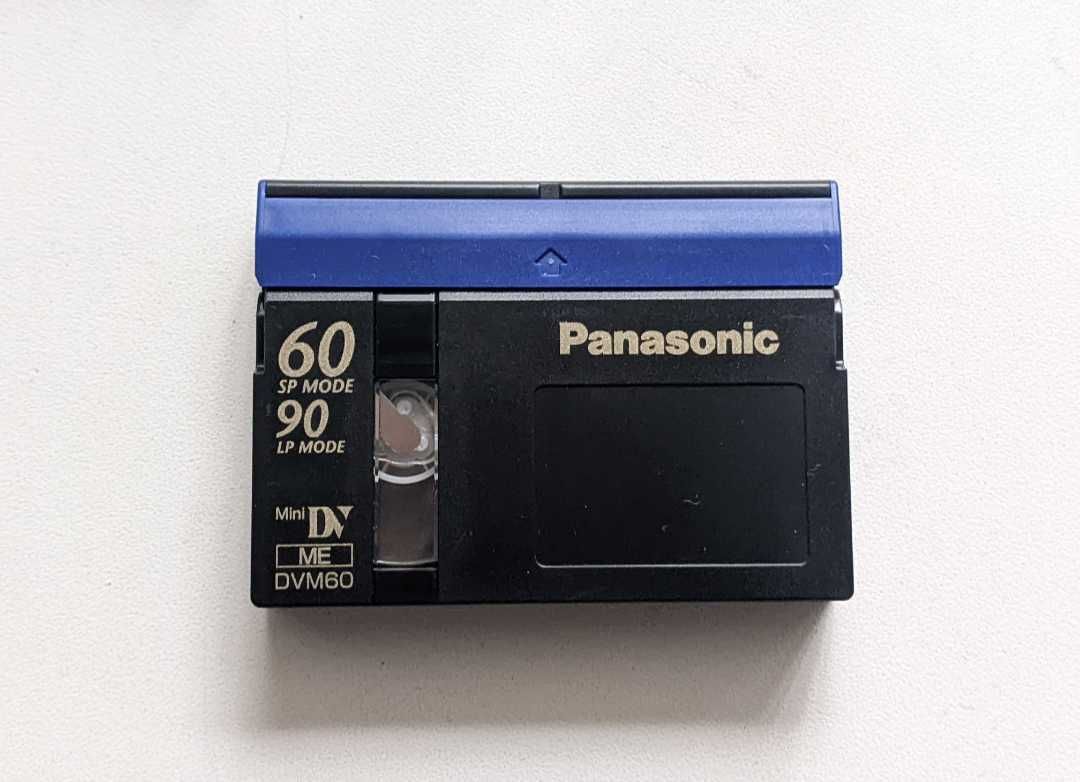 Panasonic
60
SP MODE
90
LP MODE
Mini DV
ME
DVM60